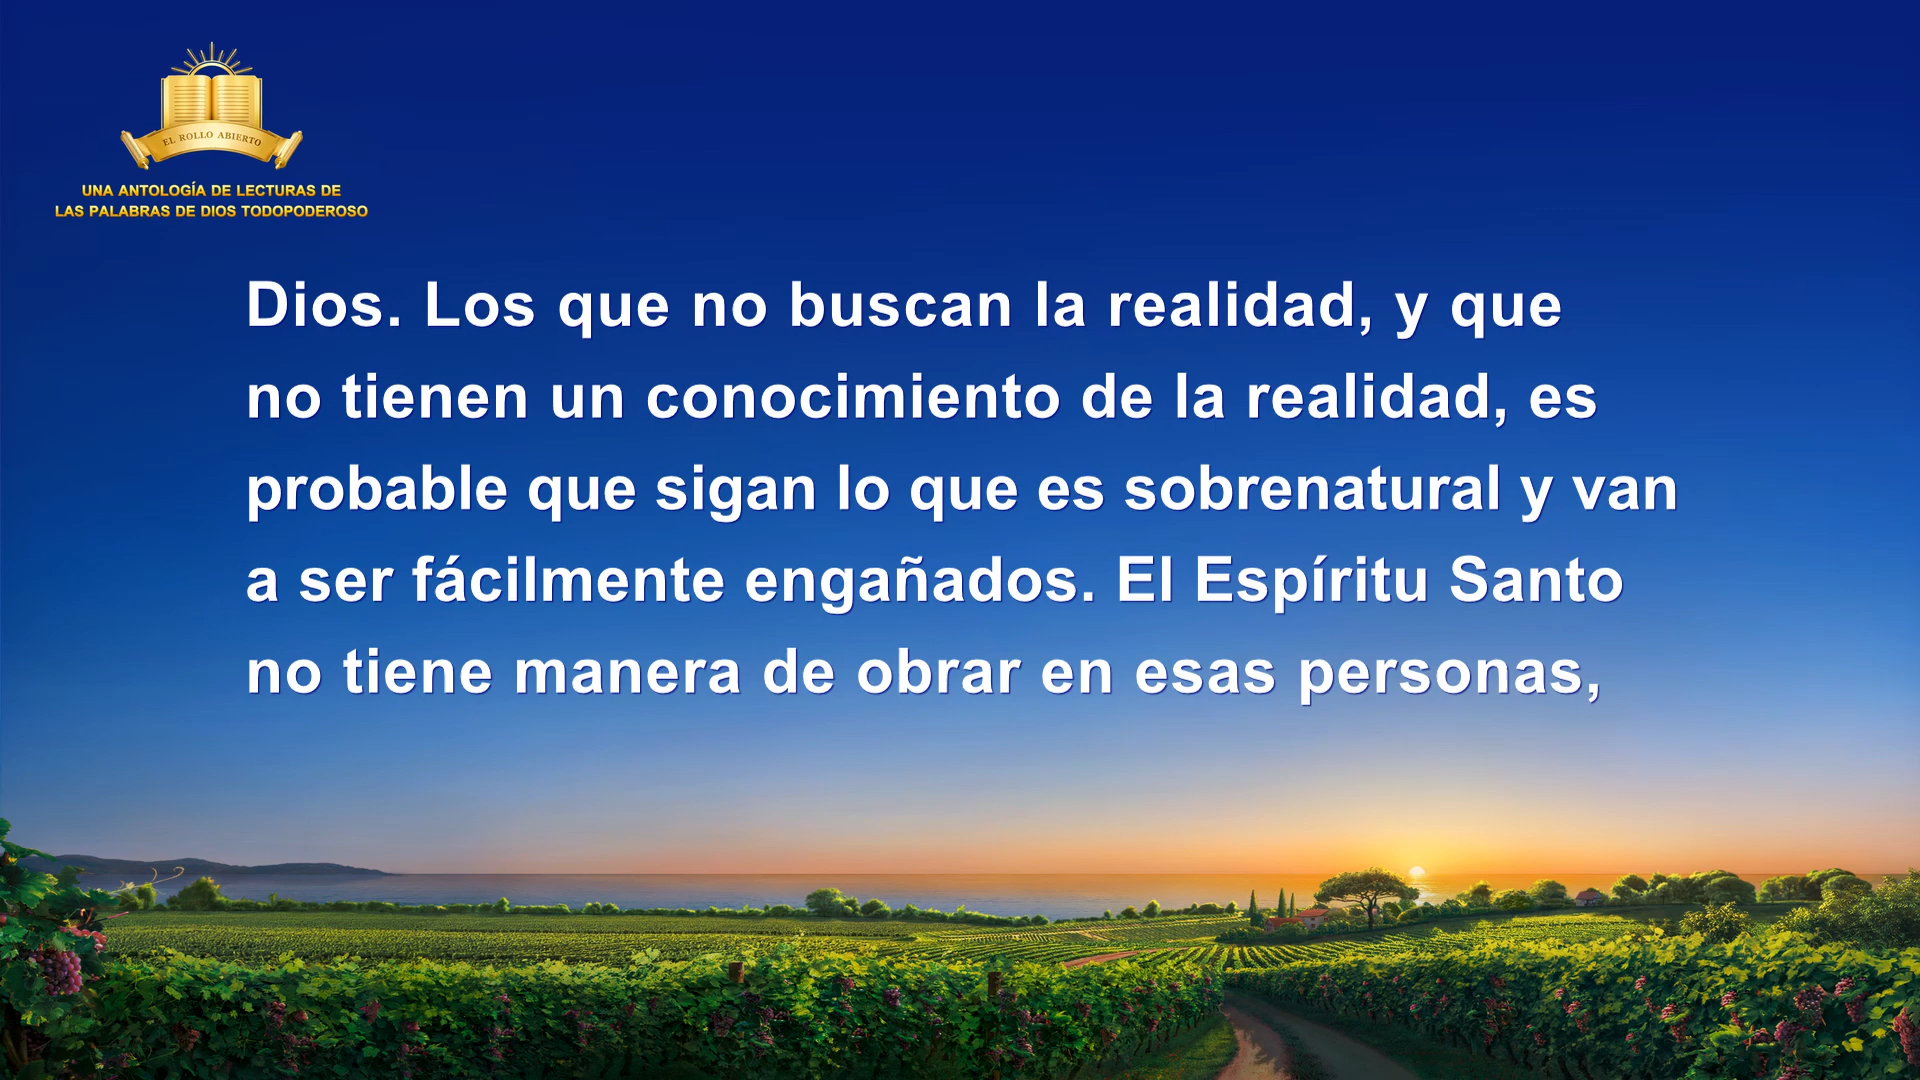 EL ROLLO ABIERTO
UNA ANTOLOGÍA DE LECTURAS DE
LAS PALABRAS DE DIOS TODOPODEROSO
Dios. Los que no buscan la realidad, y que
no tienen un conocimiento de la realidad, es
probable que sigan lo que es sobrenatural y van
a ser fácilmente engañados. El Espíritu Santo
no tiene manera de obrar en esas personas,